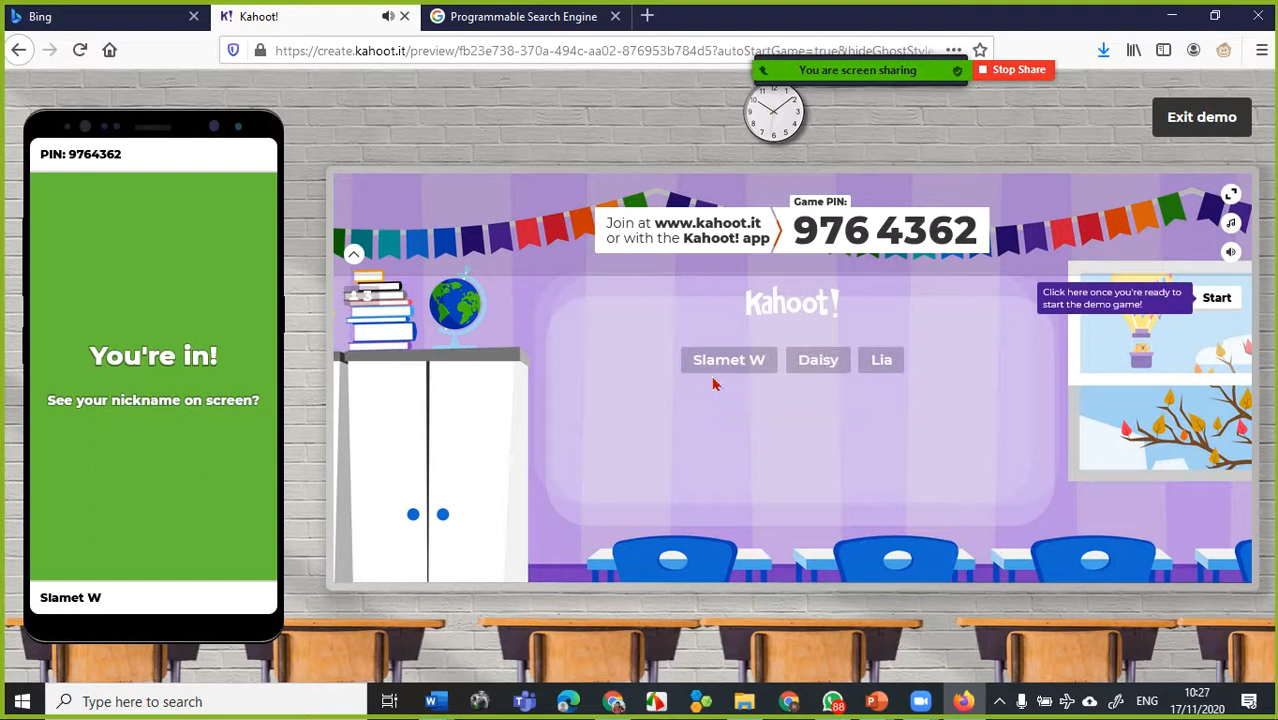 Bing
Kahoot!
Programmable Search Engine
https://create.kahoot.it/preview/fb23e738-370a-494c-aa02-876953b784d5?autoStartGame=true&hideGhostStyle
You are screen sharing
Stop Share
Exit demo
PIN: 9764362
You're in!
See your nickname on screen?
Slamet W
Join at www.kahoot.it
or with the Kahoot! app
Game PIN:
976 4362
Kahoot!
Click here once you're ready to
start the demo game!
Start
Slamet W
Daisy
Lia
Type here to search
88
ENG
10:27
17/11/2020